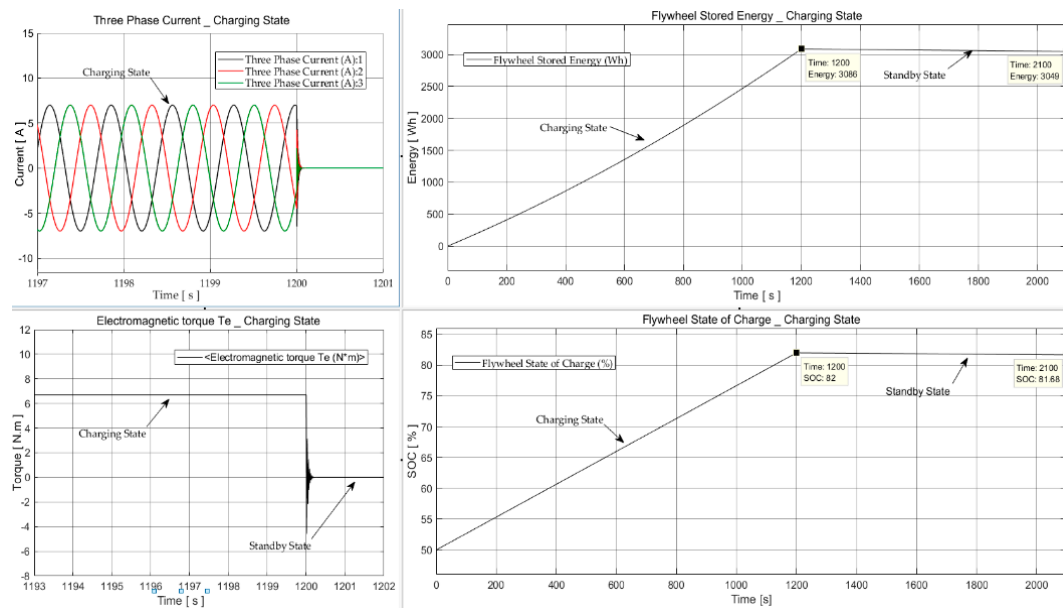 Three Phase Current _ Charging State
15
10
5
0
-5
-10
Current [ A ]
Charging State
Three Phase Current (A):1
Three Phase Current (A):2
Three Phase Current (A):3
1197
1198
1199
1200
1201
Time [ s ]
Flywheel Stored Energy _ Charging State
3000
2500
2000
1500
1000
500
0
Energy [ Wh ]
Flywheel Stored Energy (Wh)
Charging State
Time: 1200
Energy: 3086
Standby State
Time: 2100
Energy: 3049
0
200
400
600
800
1000
1200
1400
1600
1800
2000
Time [ s ]
Electromagnetic torque Te _ Charging State
12
10
8
6
4
2
0
-2
-4
-6
-8
Torque [ N.m ]
<Electromagnetic torque Te (N*m)>
Charging State
Standby State
1193
1194
1195
1196
1197
1198
1199
1200
1201
1202
Time [ s ]
Flywheel State of Charge _ Charging State
85
80
75
70
65
60
55
50
SOC [ % ]
Flywheel State of Charge (%)
Charging State
Time: 1200
SOC: 82
Standby State
Time: 2100
SOC: 81.68
0
200
400
600
800
1000
1200
1400
1600
1800
2000
Time [s]